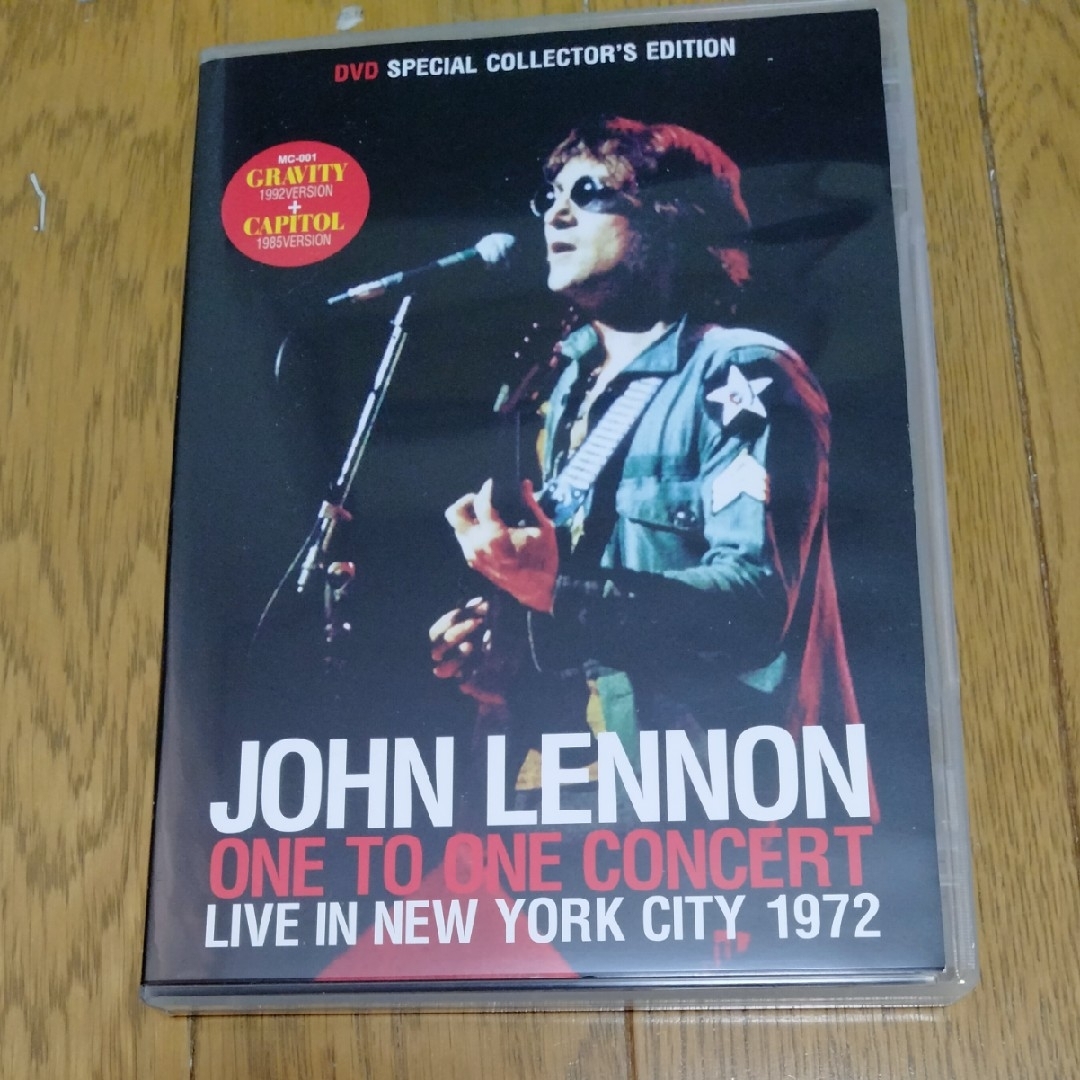 DVD SPECIAL COLLECTOR'S EDITION
MC-001
GRAVITY
1992VERSION
+
CAPITOL
1985VERSION
JOHN LENNON
ONE TO ONE CONCERT
LIVE IN NEW YORK CITY 1972